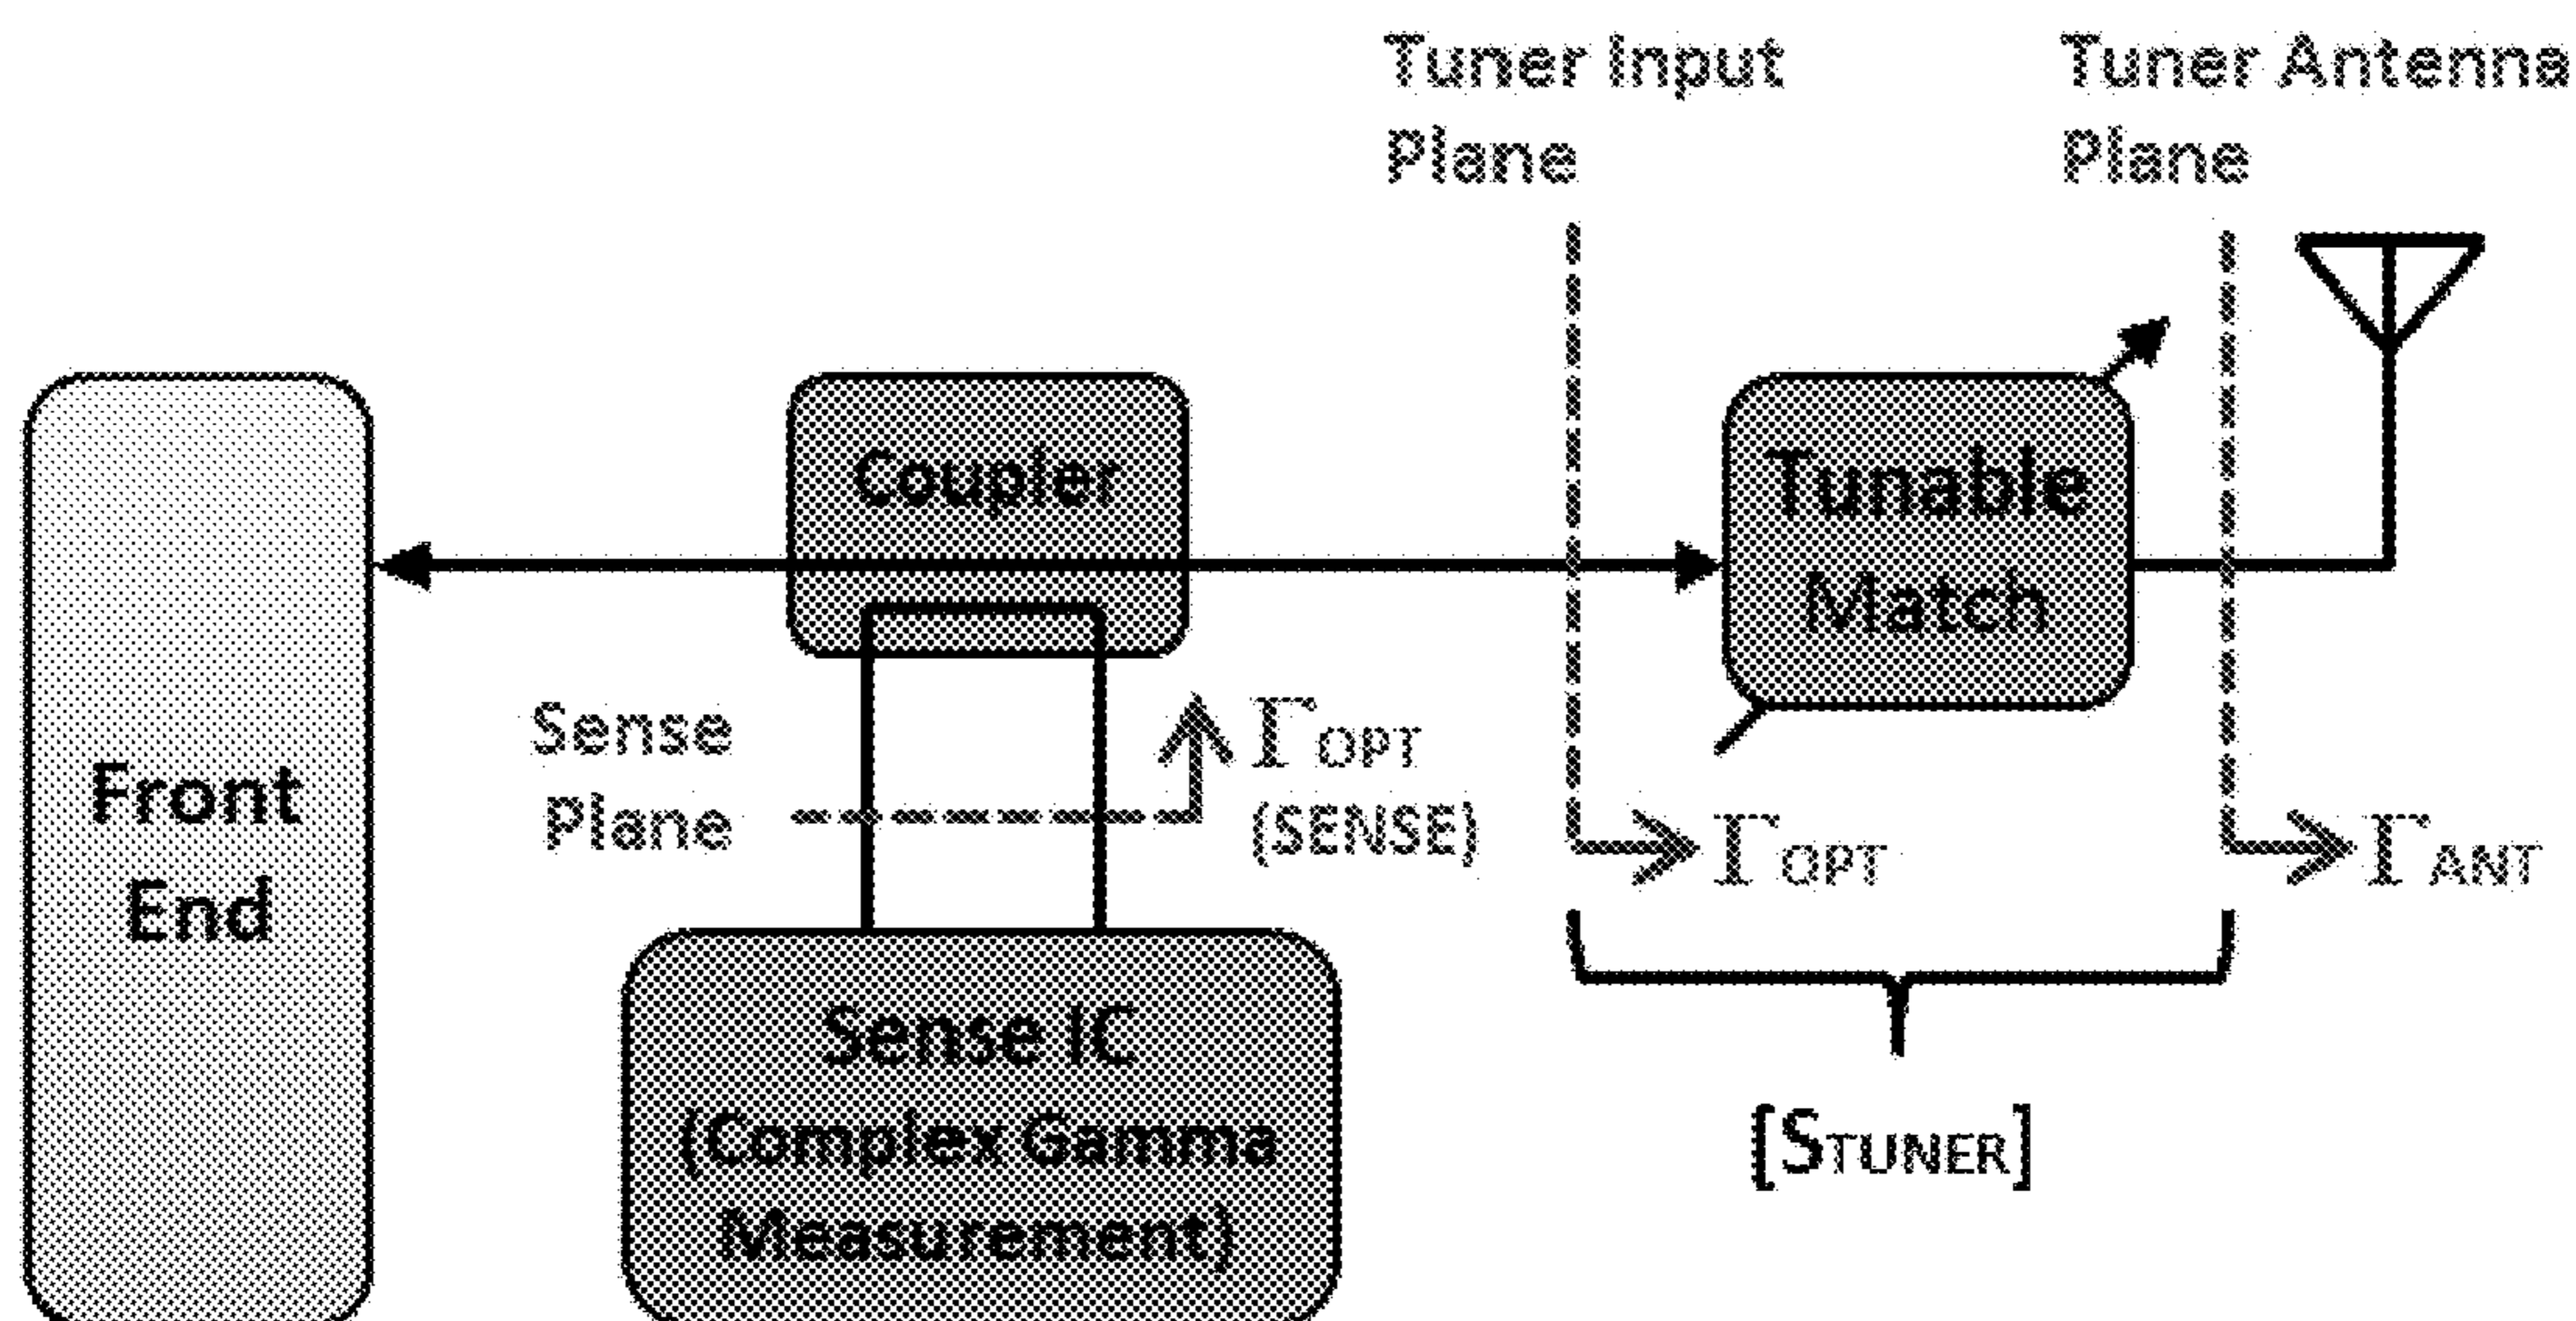 Tuner Input
Plane
Tuner Antenna
Plane
Coupler
Tunable
Match
Sense
Plane
ΓOPT
(SENSE)
ΓOPT
ΓANT
Front
End
Sense IC
(Complex Gamma
Measurement)
[STUNER]